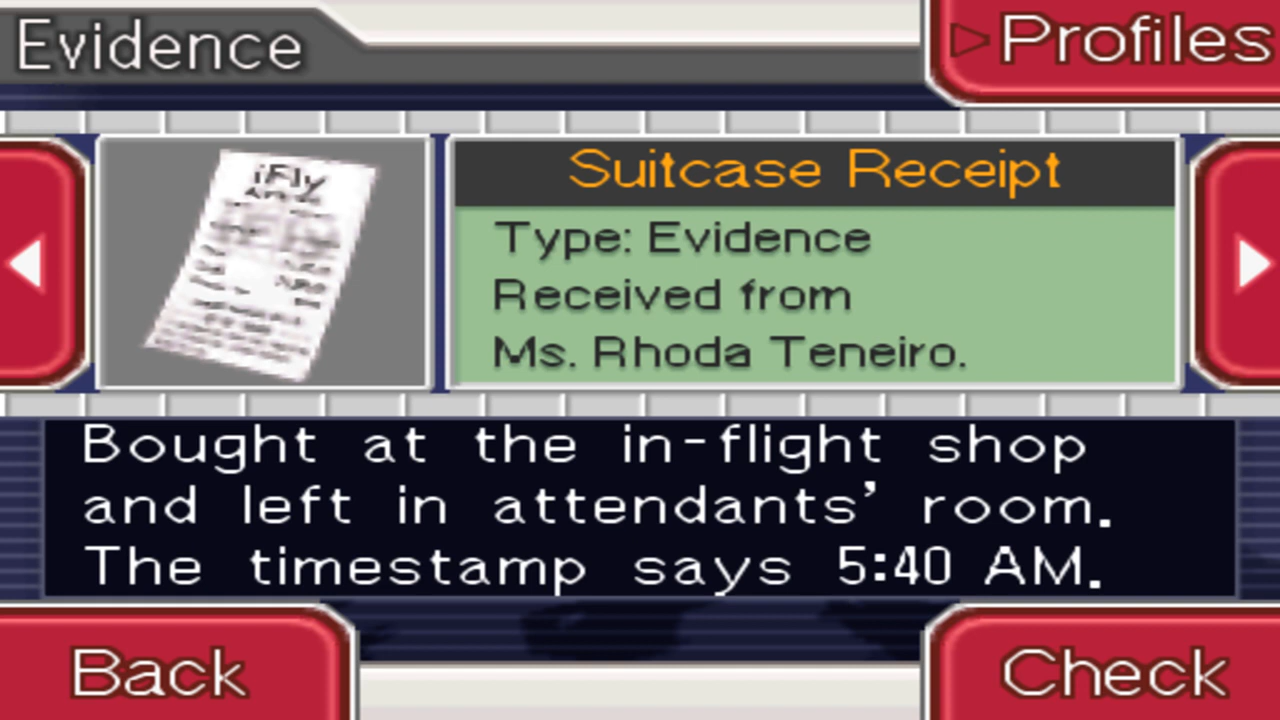 Evidence
Profiles
iFly
Suitcase Receipt
Type: Evidence
Received from
Ms. Rhoda Teneiro.
Bought at the in-flight shop
and left in attendants' room.
The timestamp says 5:40 AM.
Back
Check